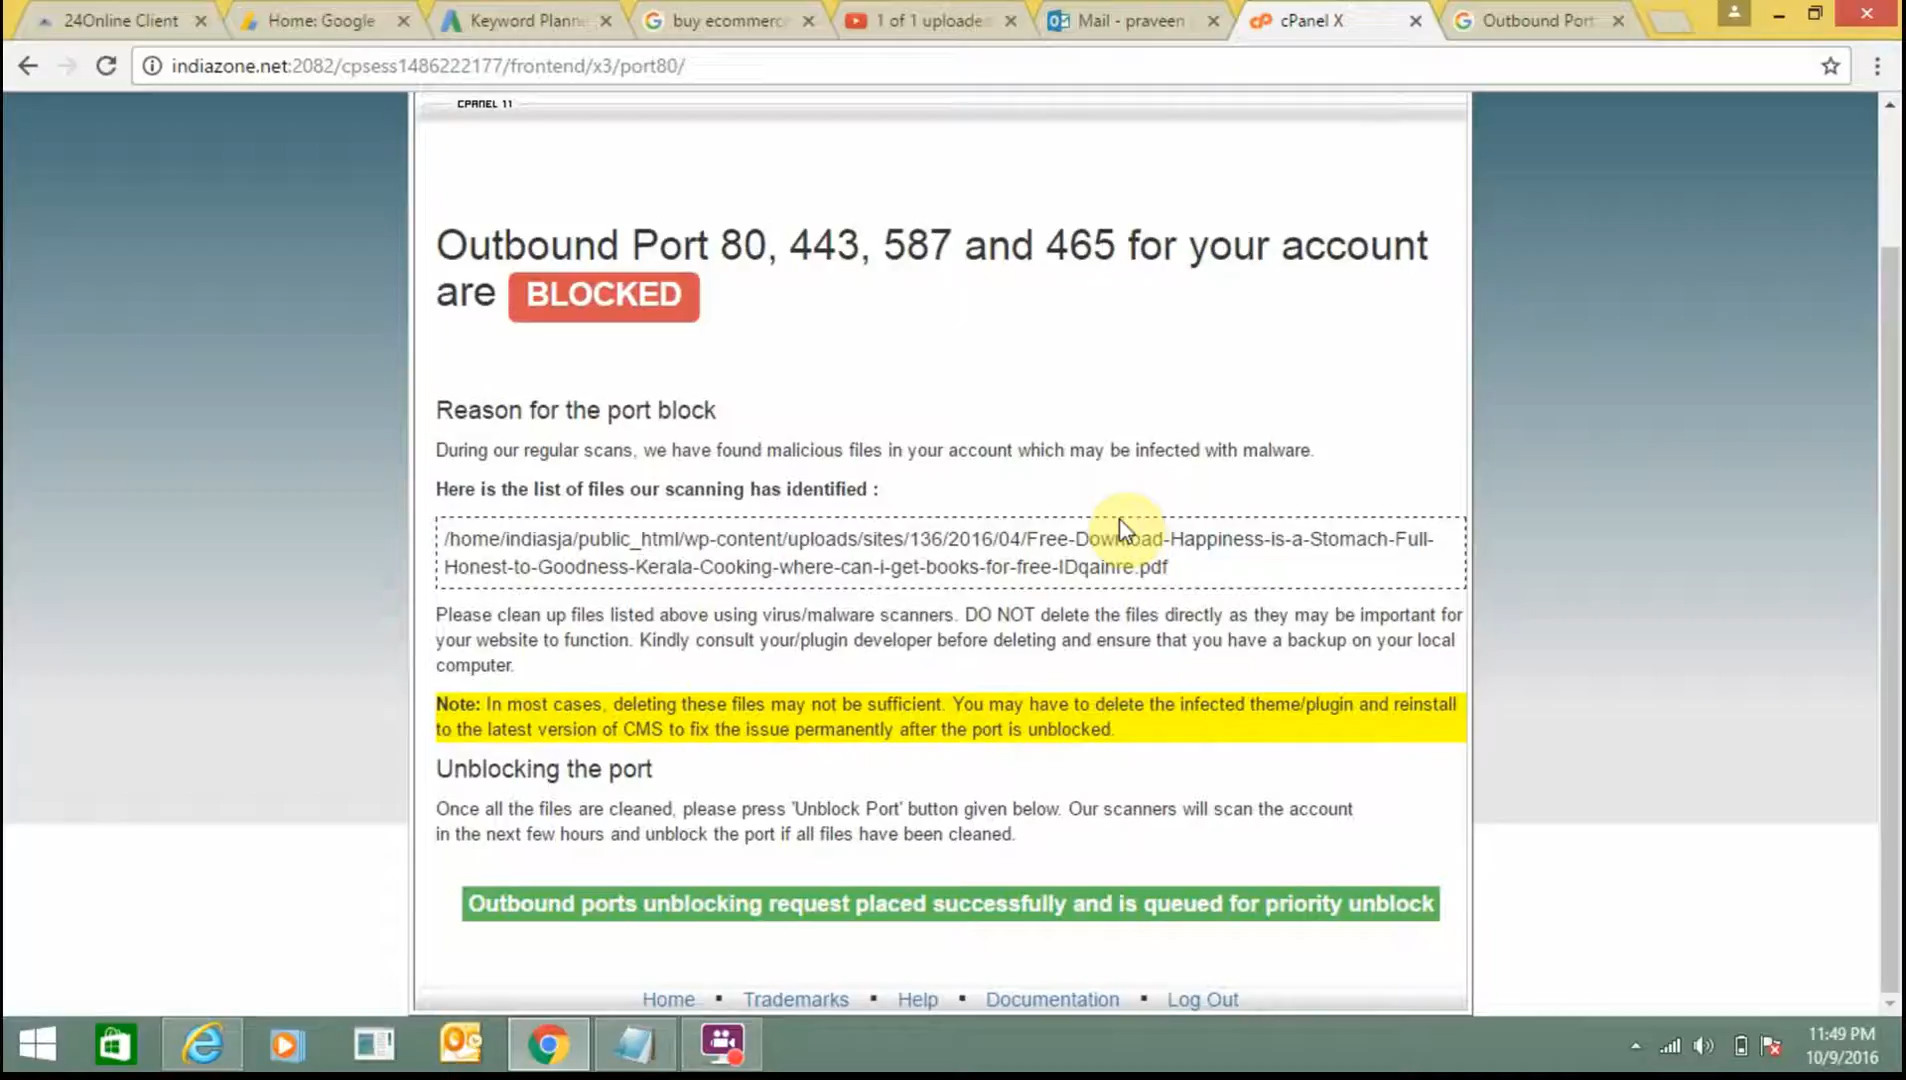 24Online Client
Home: Google
Keyword Plann
buy ecommerc
1 of 1 uploade
Mail - praveen
cPanel X
Outbound Port
indiazone.net:2082/cpsess1486222177/frontend/x3/port80/
CPANEL 11
Outbound Port 80, 443, 587 and 465 for your account
are BLOCKED
Reason for the port block
During our regular scans, we have found malicious files in your account which may be infected with malware.
Here is the list of files our scanning has identified :
/home/indiasja/public_html/wp-content/uploads/sites/136/2016/04/Free-Download-Happiness-is-a-Stomach-Full-
Honest-to-Goodness-Kerala-Cooking-where-can-i-get-books-for-free-IDqainre.pdf
Please clean up files listed above using virus/malware scanners. DO NOT delete the files directly as they may be important for
your website to function. Kindly consult your/plugin developer before deleting and ensure that you have a backup on your local
computer.
Note: In most cases, deleting these files may not be sufficient. You may have to delete the infected theme/plugin and reinstall
to the latest version of CMS to fix the issue permanently after the port is unblocked.
Unblocking the port
Once all the files are cleaned, please press 'Unblock Port' button given below. Our scanners will scan the account
in the next few hours and unblock the port if all files have been cleaned.
Outbound ports unblocking request placed successfully and is queued for priority unblock
Home ▪ Trademarks ▪ Help ▪ Documentation ▪ Log Out
11:49 PM
10/9/2016